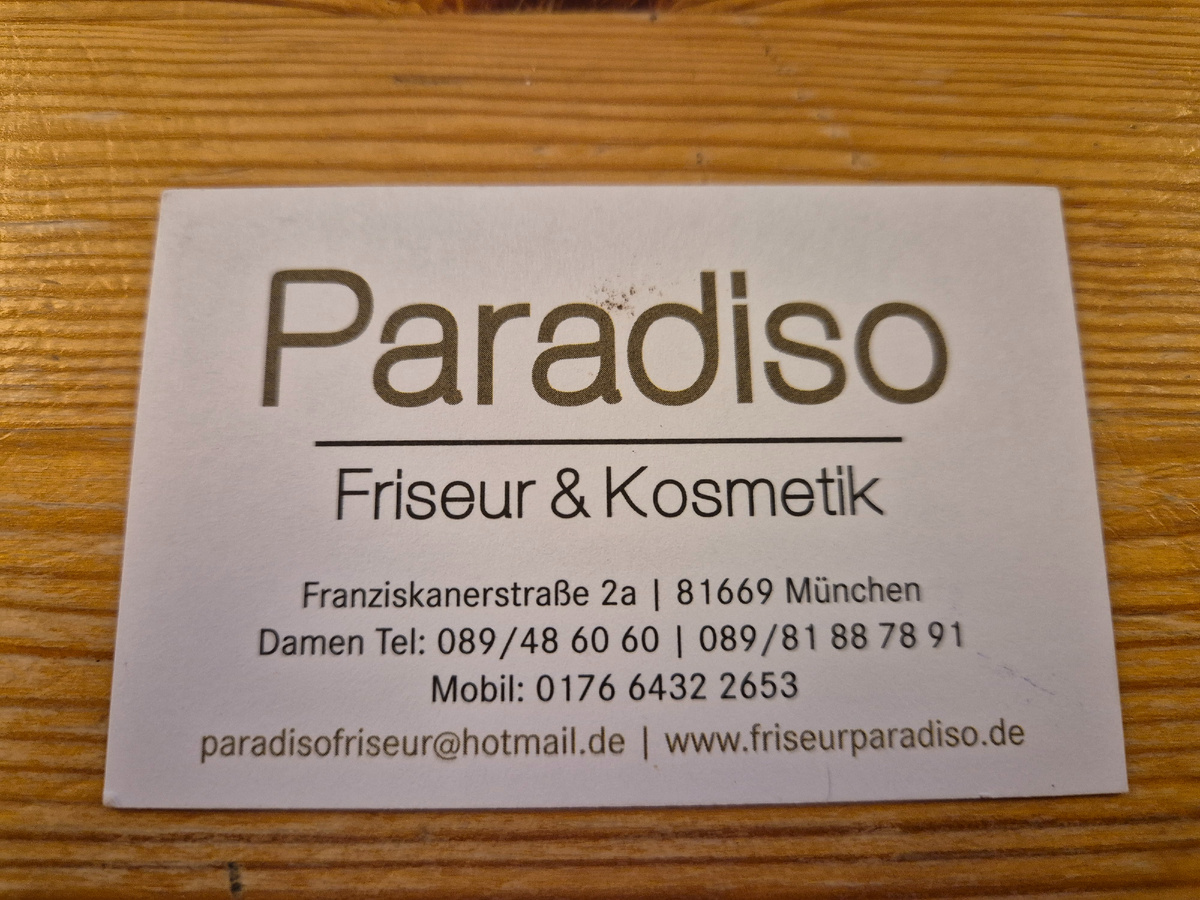 Paradiso
Friseur & Kosmetik
Franziskanerstraße 2a | 81669 München
Damen Tel: 089/48 60 60 | 089/81 88 78 91
Mobil: 0176 6432 2653
paradisofriseur@hotmail.de | www.friseurparadiso.de